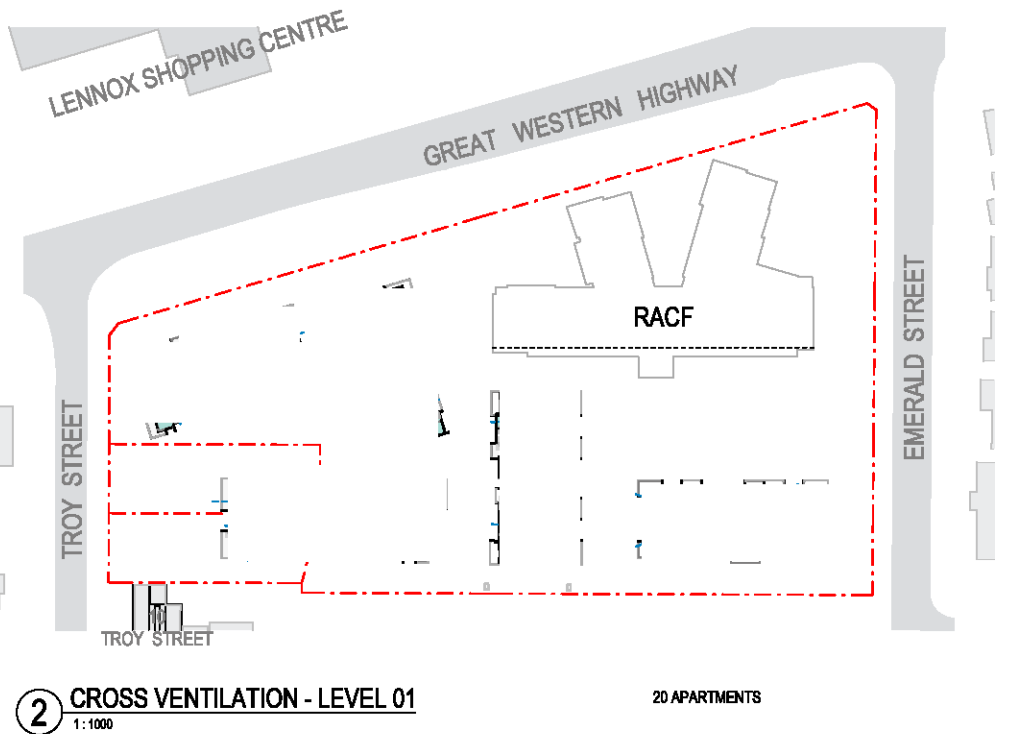 LENNOX SHOPPING CENTRE
GREAT WESTERN HIGHWAY
RACF
EMERALD STREET
TROY STREET
10
TROY STREET
2 CROSS VENTILATION - LEVEL 01
1 : 1000
20 APARTMENTS